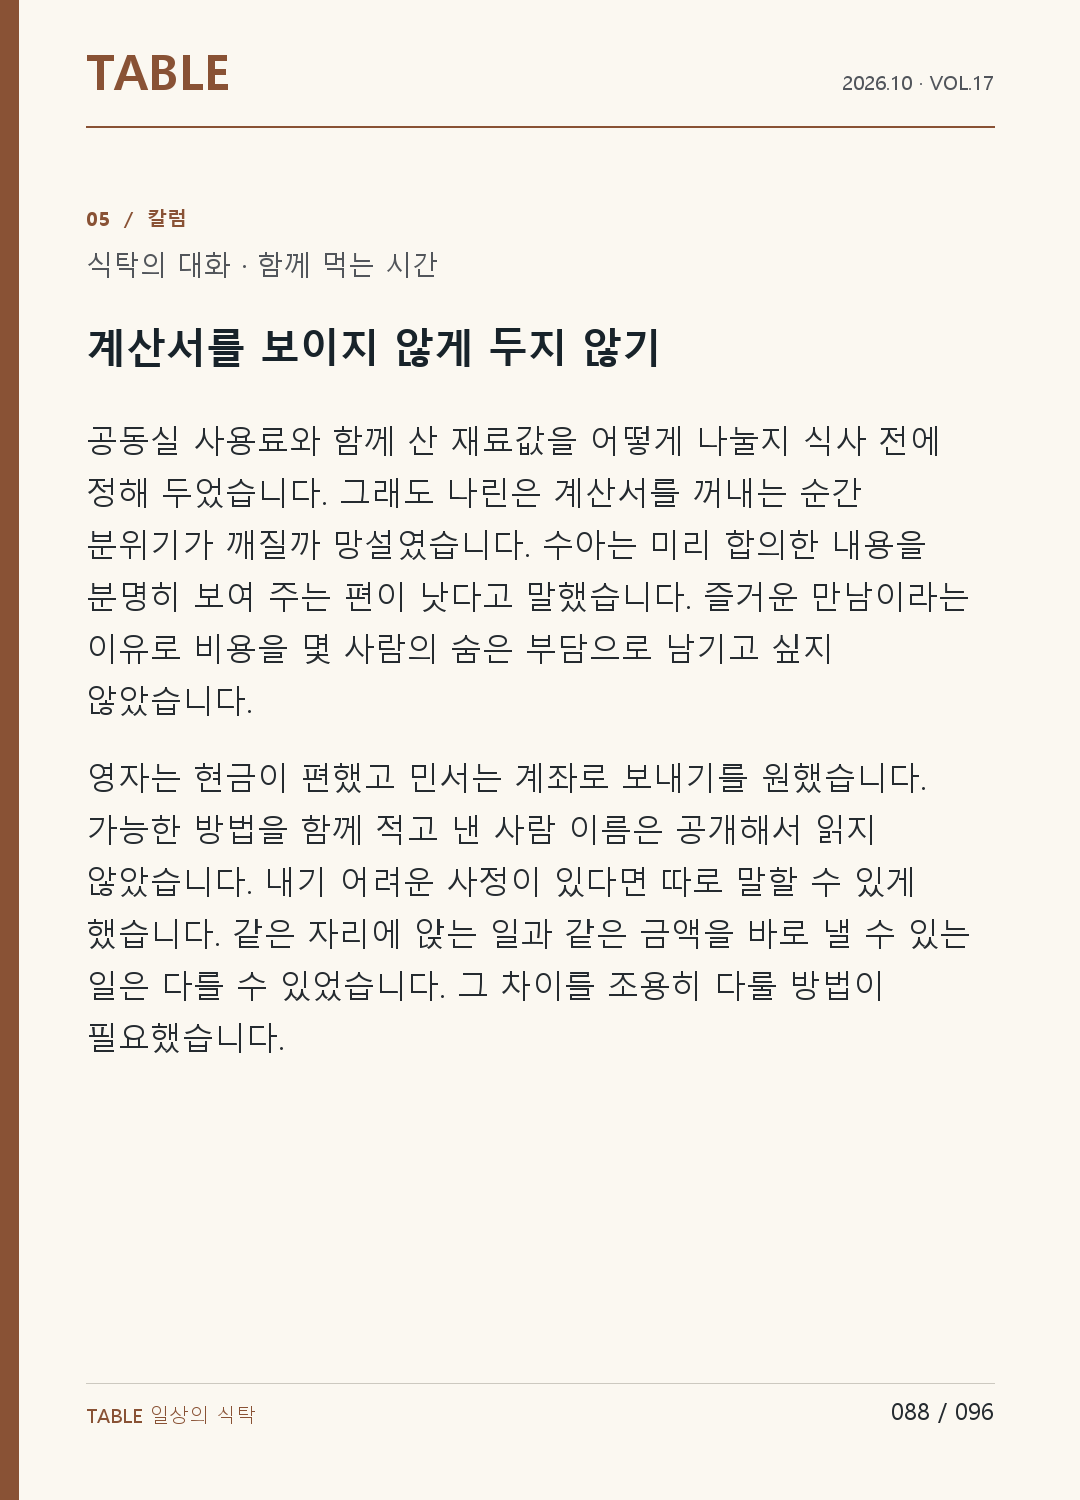 TABLE
2026.10 · VOL.17
05 / 칼럼
식탁의 대화 · 함께 먹는 시간
계산서를 보이지 않게 두지 않기
공동실 사용료와 함께 산 재료값을 어떻게 나눌지 식사 전에
정해 두었습니다. 그래도 나린은 계산서를 꺼내는 순간
분위기가 깨질까 망설였습니다. 수아는 미리 합의한 내용을
분명히 보여 주는 편이 낫다고 말했습니다. 즐거운 만남이라는
이유로 비용을 몇 사람의 숨은 부담으로 남기고 싶지
않았습니다.
영자는 현금이 편했고 민서는 계좌로 보내기를 원했습니다.
가능한 방법을 함께 적고 낸 사람 이름은 공개해서 읽지
않았습니다. 내기 어려운 사정이 있다면 따로 말할 수 있게
했습니다. 같은 자리에 앉는 일과 같은 금액을 바로 낼 수 있는
일은 다를 수 있었습니다. 그 차이를 조용히 다룰 방법이
필요했습니다.
TABLE 일상의 식탁
088 / 096